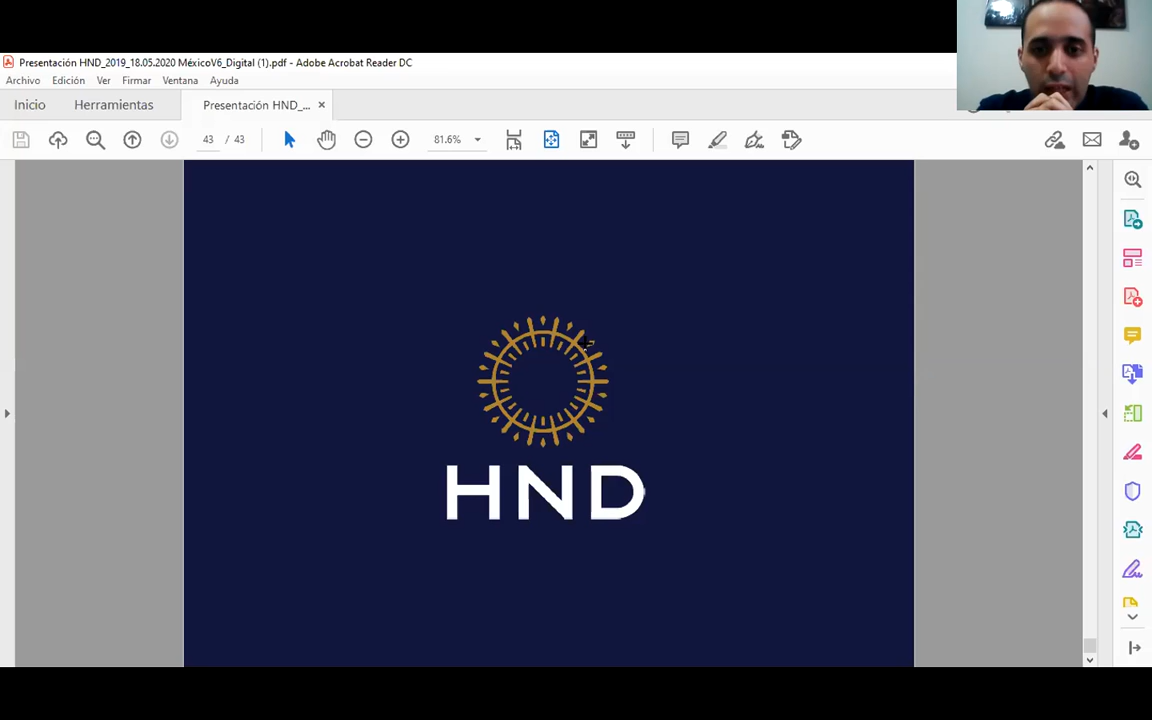 Presentación HND_2019_18.05.2020 MéxicoV6_Digital (1).pdf - Adobe Acrobat Reader DC
Archivo Edición Ver Firmar Ventana Ayuda
Inicio Herramientas Presentación HND_... ×
43 / 43 81.6%
HND